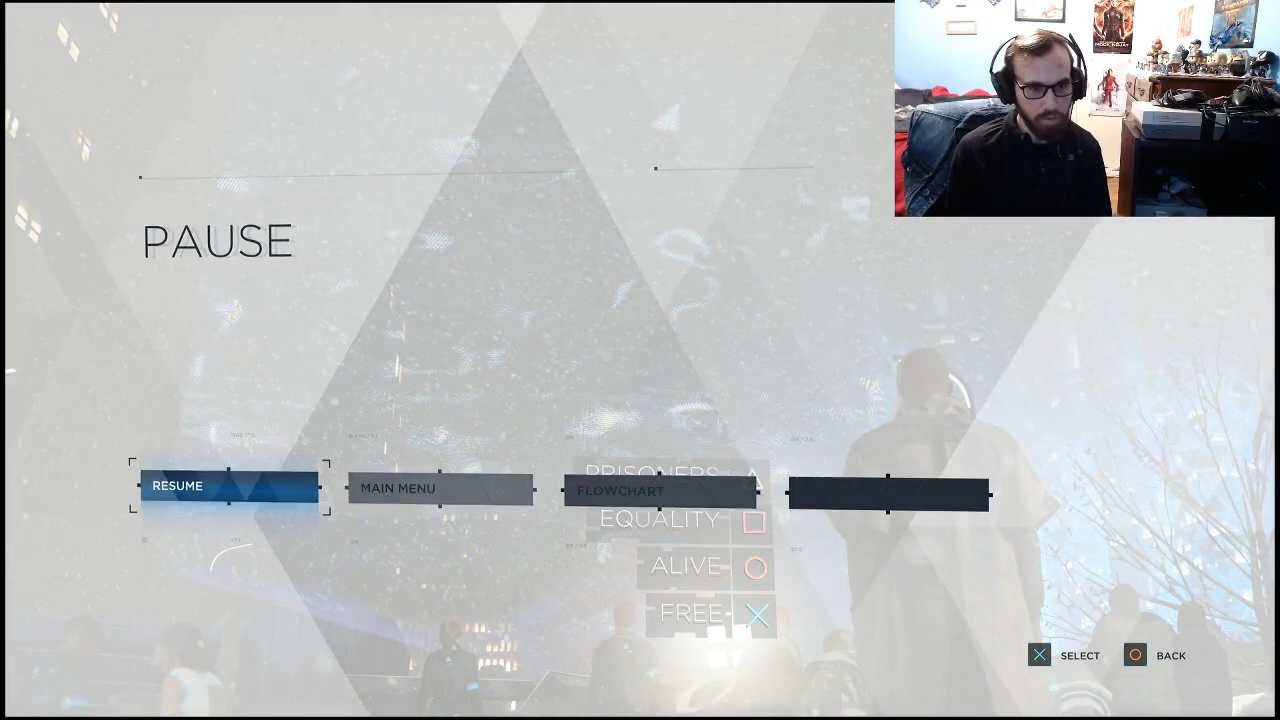 PAUSE
RESUME
MAIN MENU
FLOWCHART
PRISONERS
EQUALITY
ALIVE
FREE
SELECT
BACK